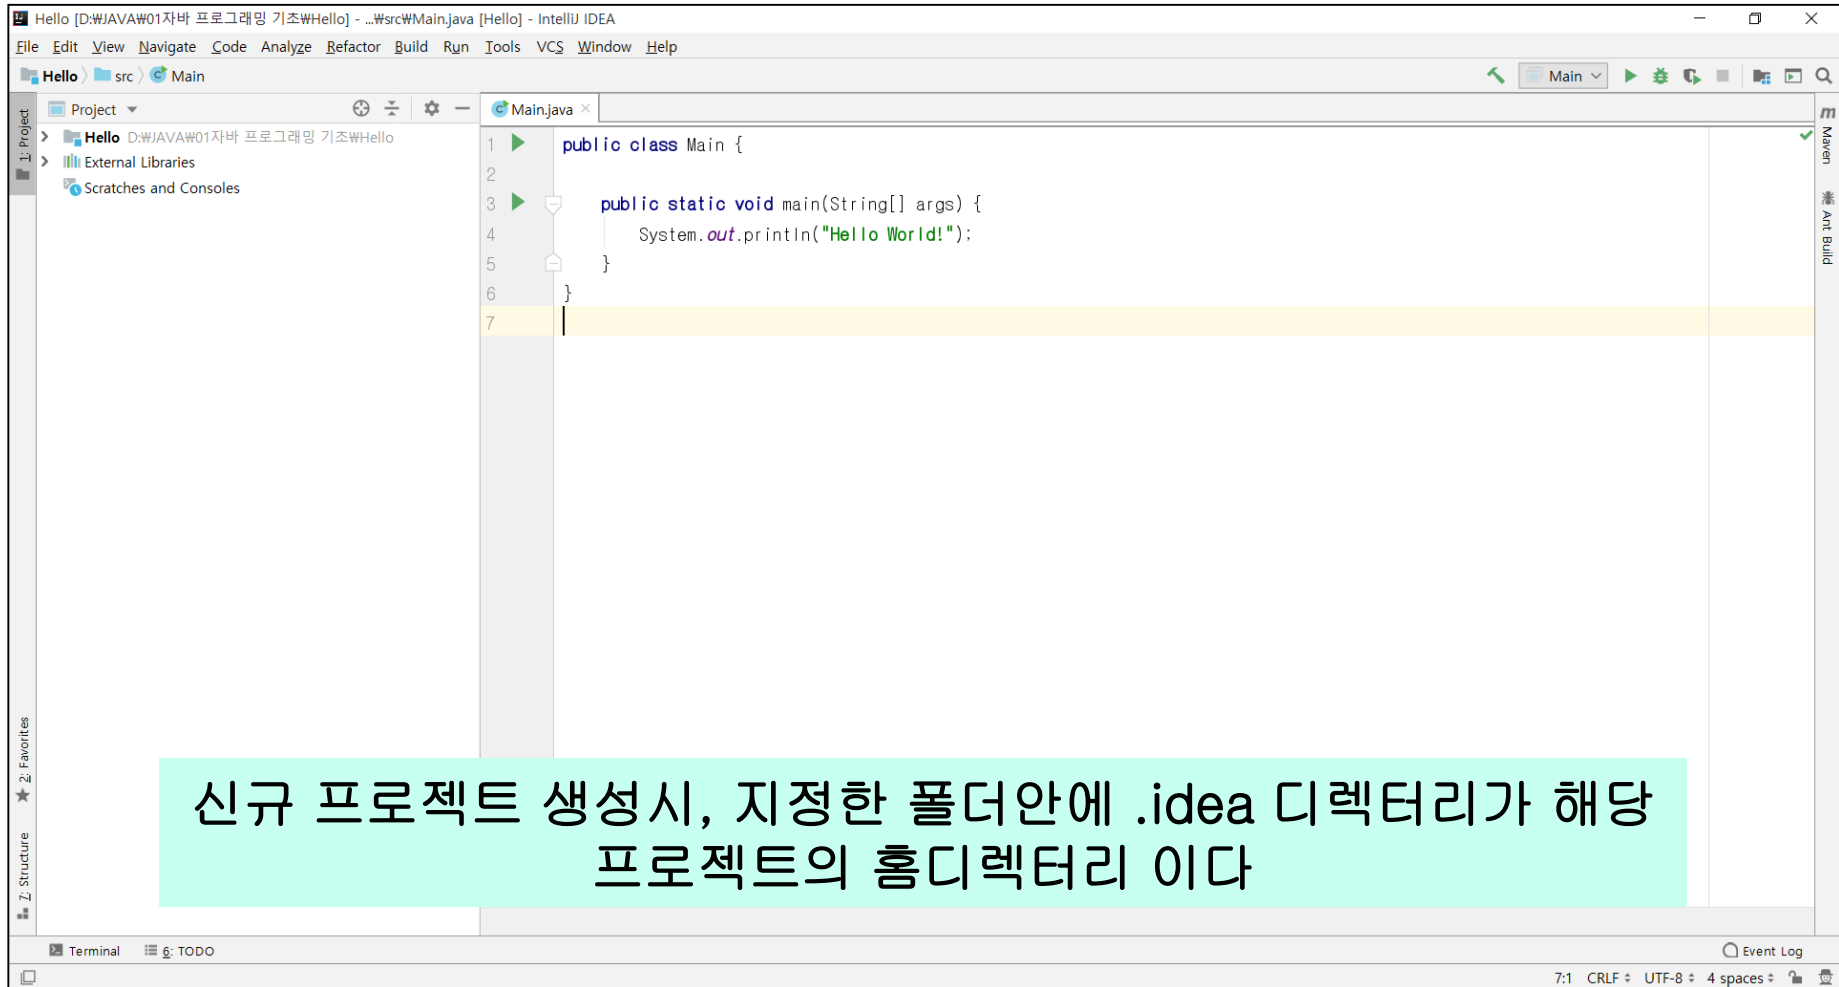 Hello [D:₩JAVA₩01자바 프로그래밍 기초₩Hello] - ...₩src₩Main.java [Hello] - IntelliJ IDEA
File Edit View Navigate Code Analyze Refactor Build Run Tools VCS Window Help
Hello src Main
Main
Project
Main.java
1: Project
Hello D:₩JAVA₩01자바 프로그래밍 기초₩Hello
External Libraries
Scratches and Consoles
1 public class Main {
2
3 public static void main(String[] args) {
4 System.out.println("Hello World!");
5 }
6 }
7
m Maven
Ant Build
2: Favorites
7: Structure
신규 프로젝트 생성시, 지정한 폴더안에 .idea 디렉터리가 해당
프로젝트의 홈디렉터리 이다
Terminal 6: TODO
Event Log
7:1 CRLF UTF-8 4 spaces